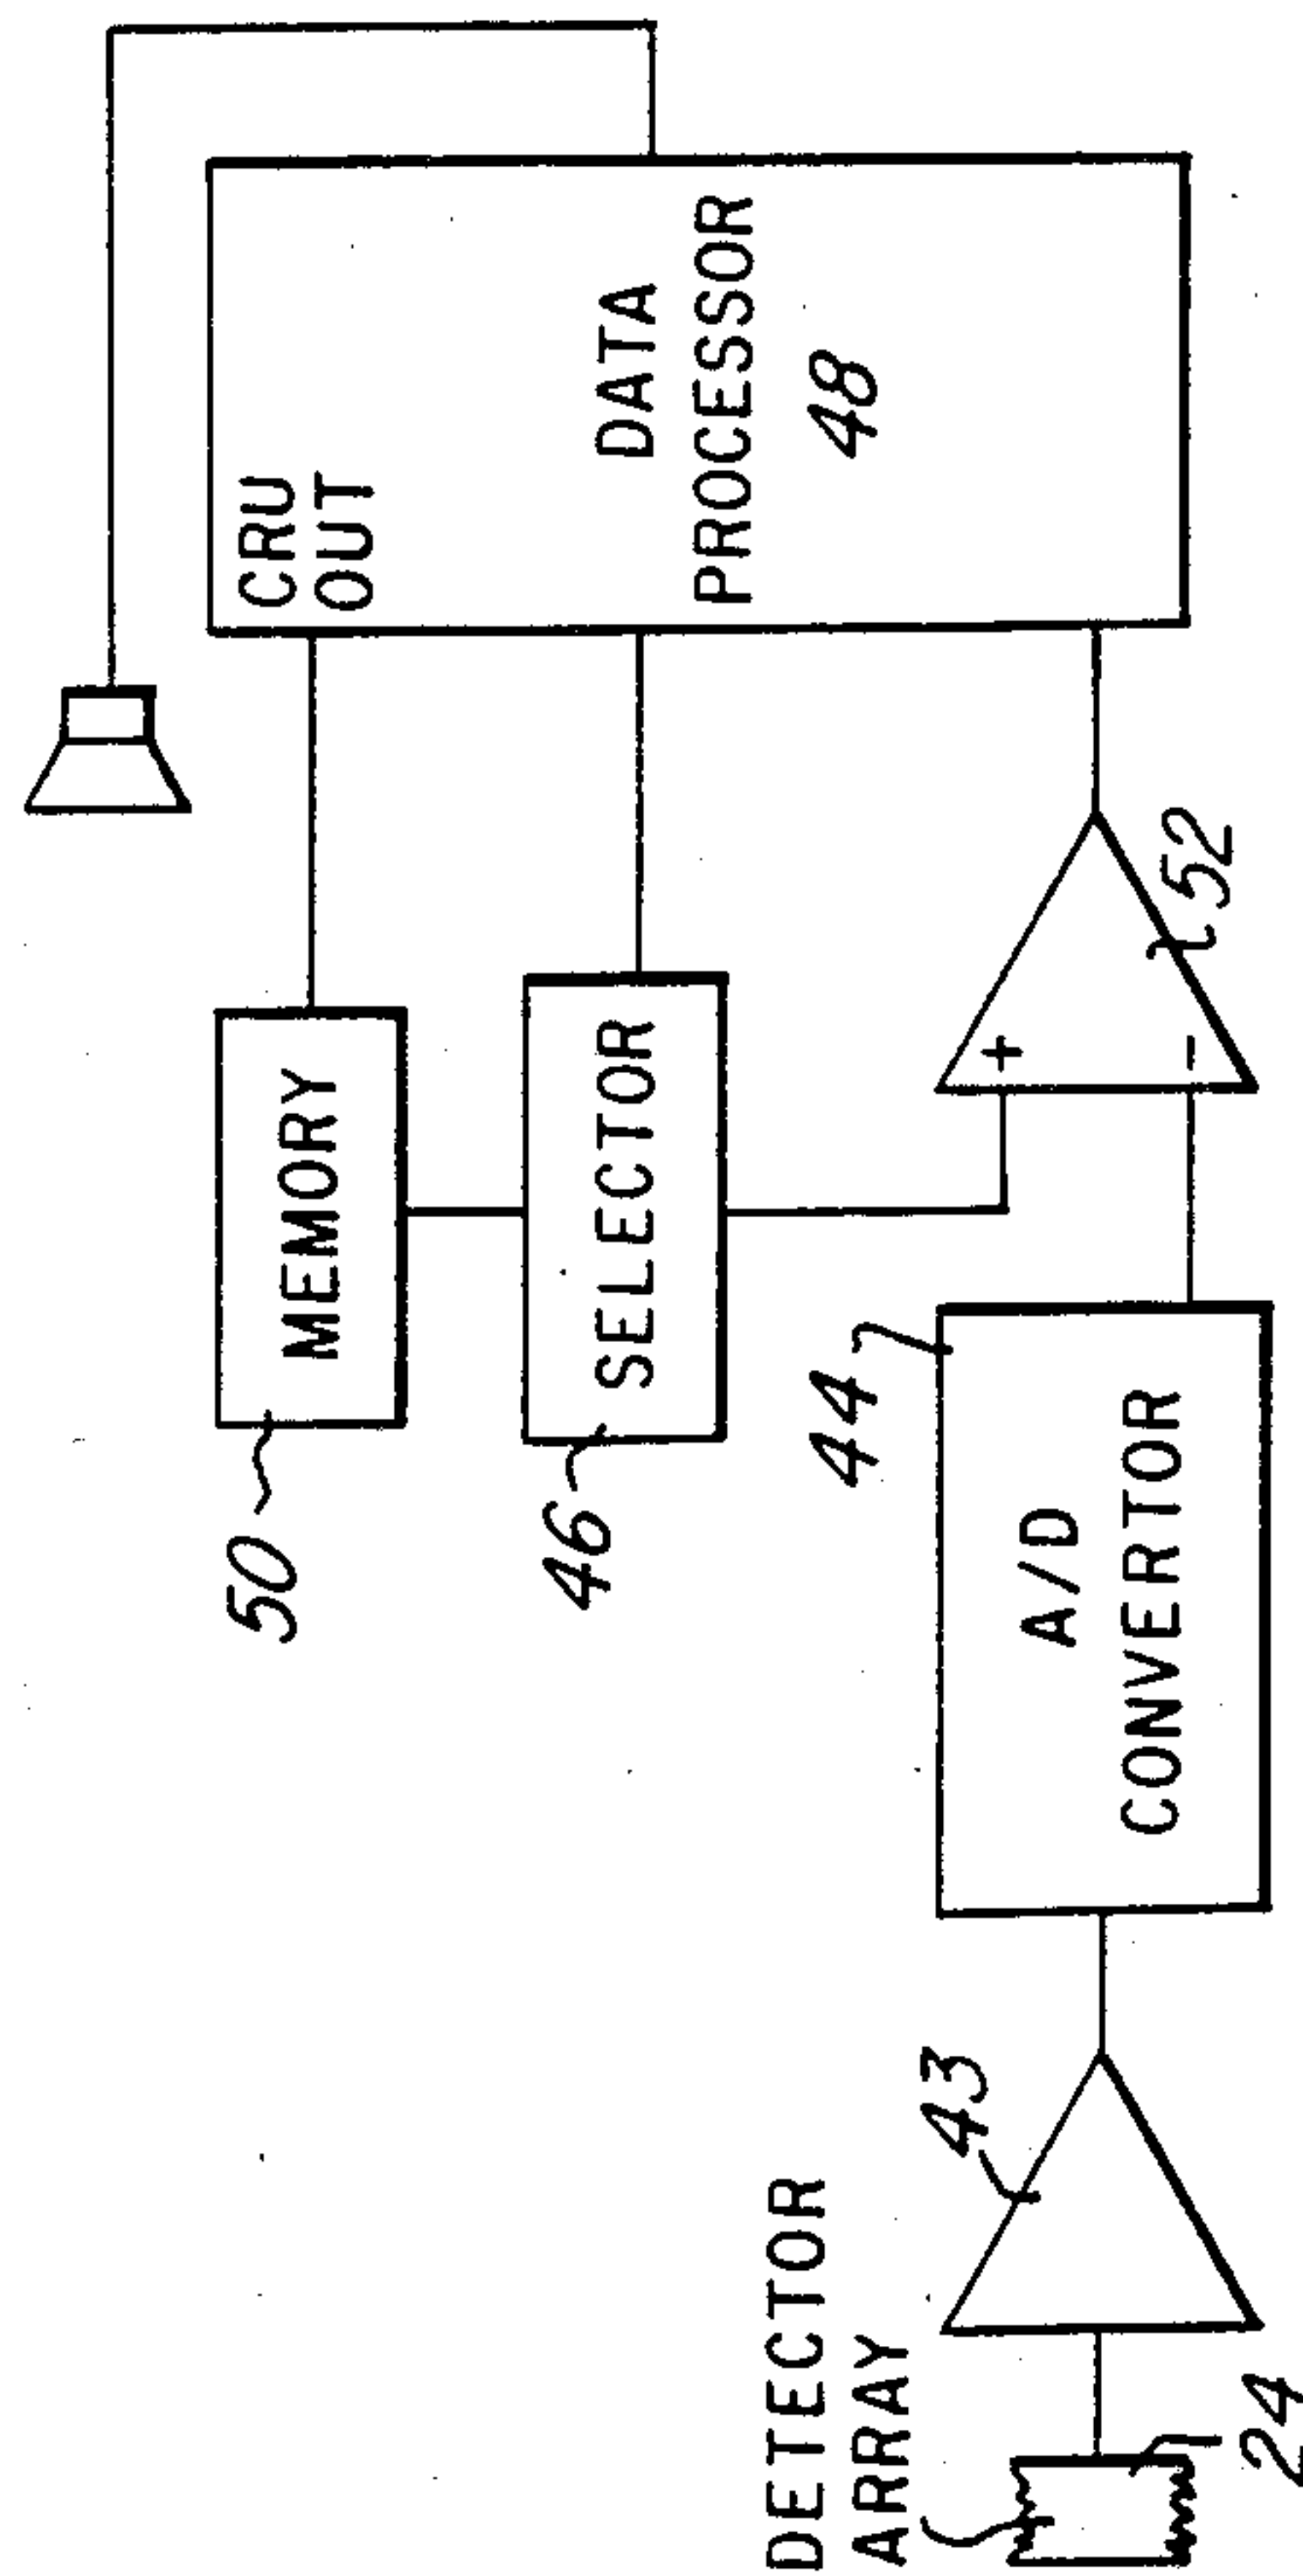 CRU
OUT
DATA
PROCESSOR
48
MEMORY
50
SELECTOR
46
+
-
52
44
A/D
CONVERTOR
43
DETECTOR
ARRAY
24